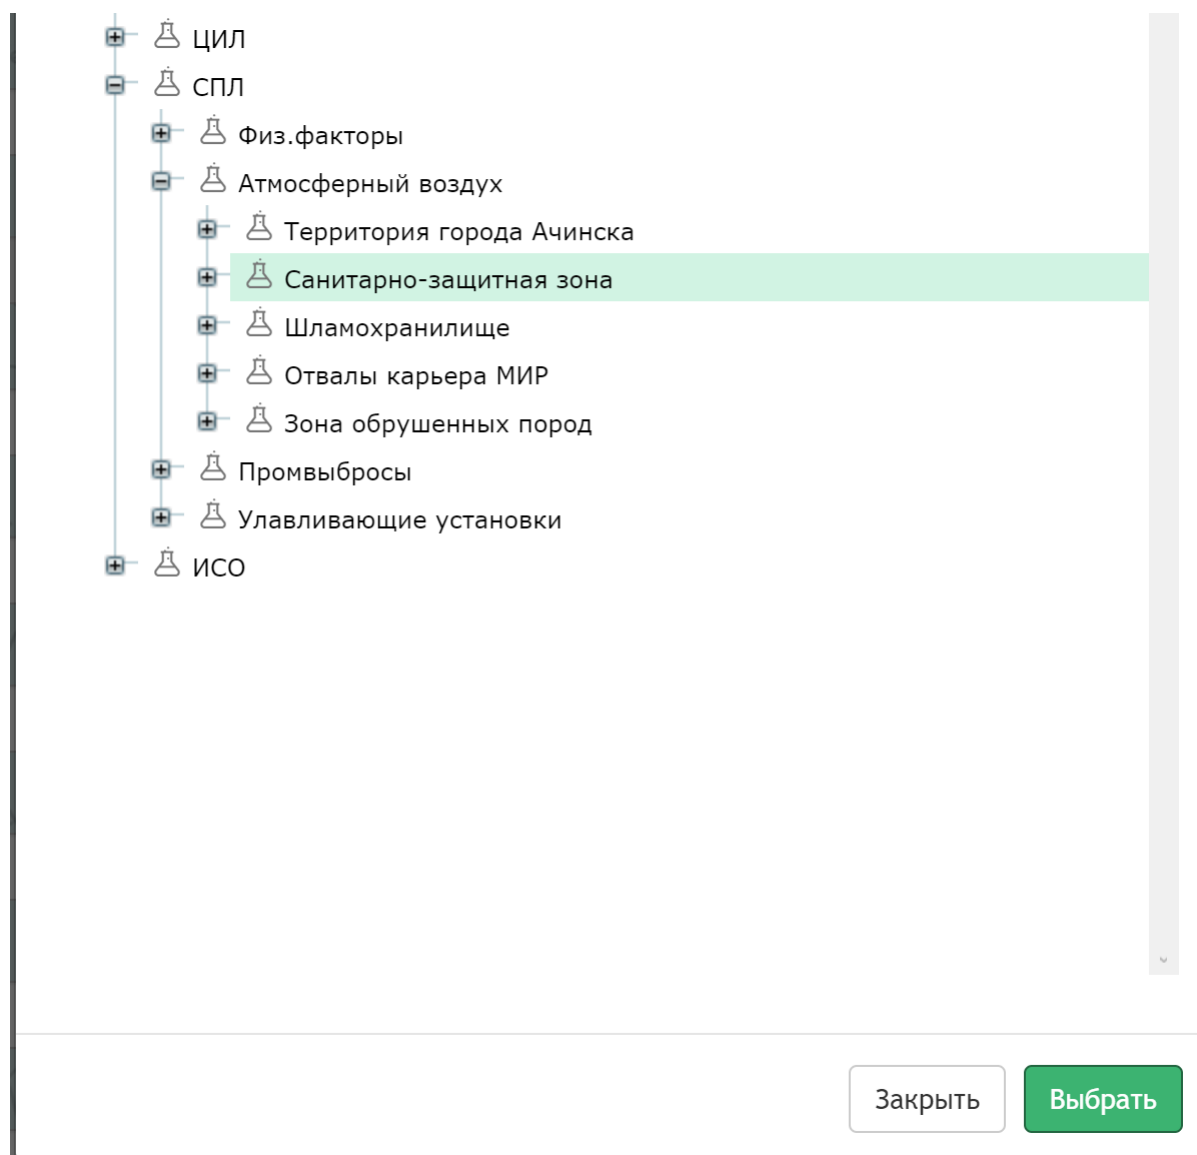 ЦИЛ
СПЛ
Физ.факторы
Атмосферный воздух
Территория города Ачинска
Санитарно-защитная зона
Шламохранилище
Отвалы карьера МИР
Зона обрушенных пород
Промвыбросы
Улавливающие установки
ИСО
Закрыть Выбрать